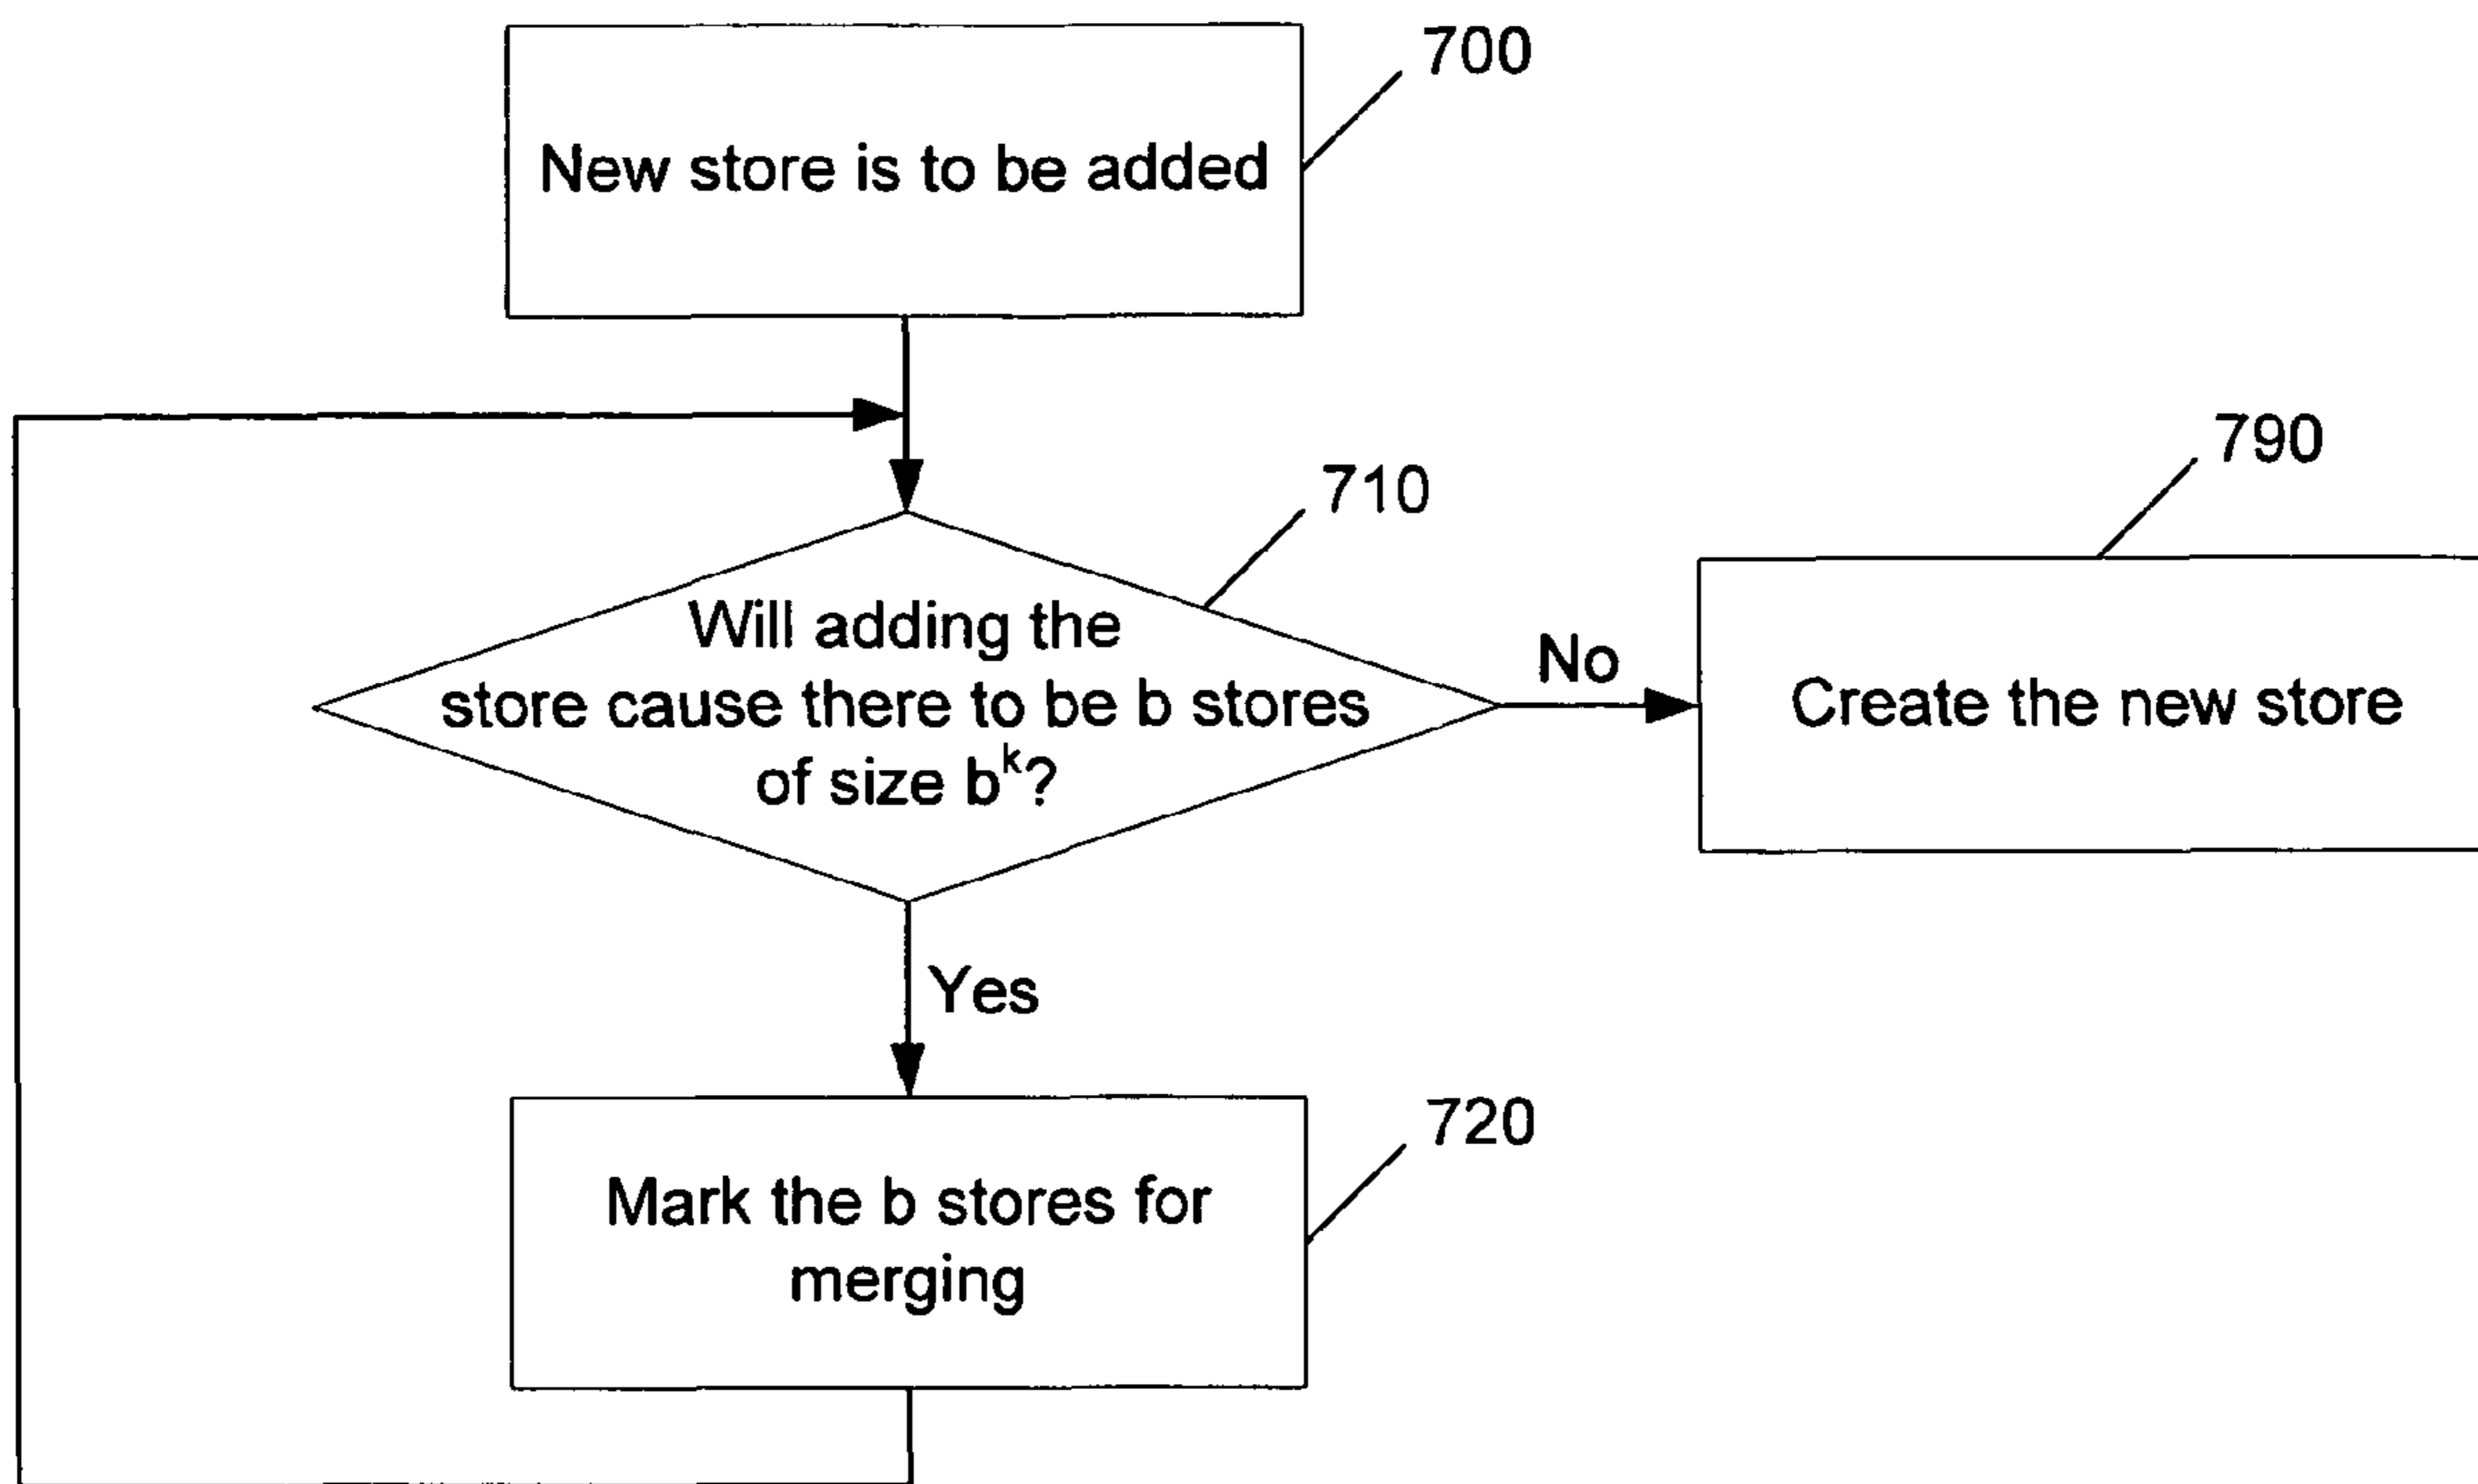 700
New store is to be added
790
710
Will adding the
store cause there to be b stores
of size b^k?
No
Create the new store
Yes
720
Mark the b stores for
merging